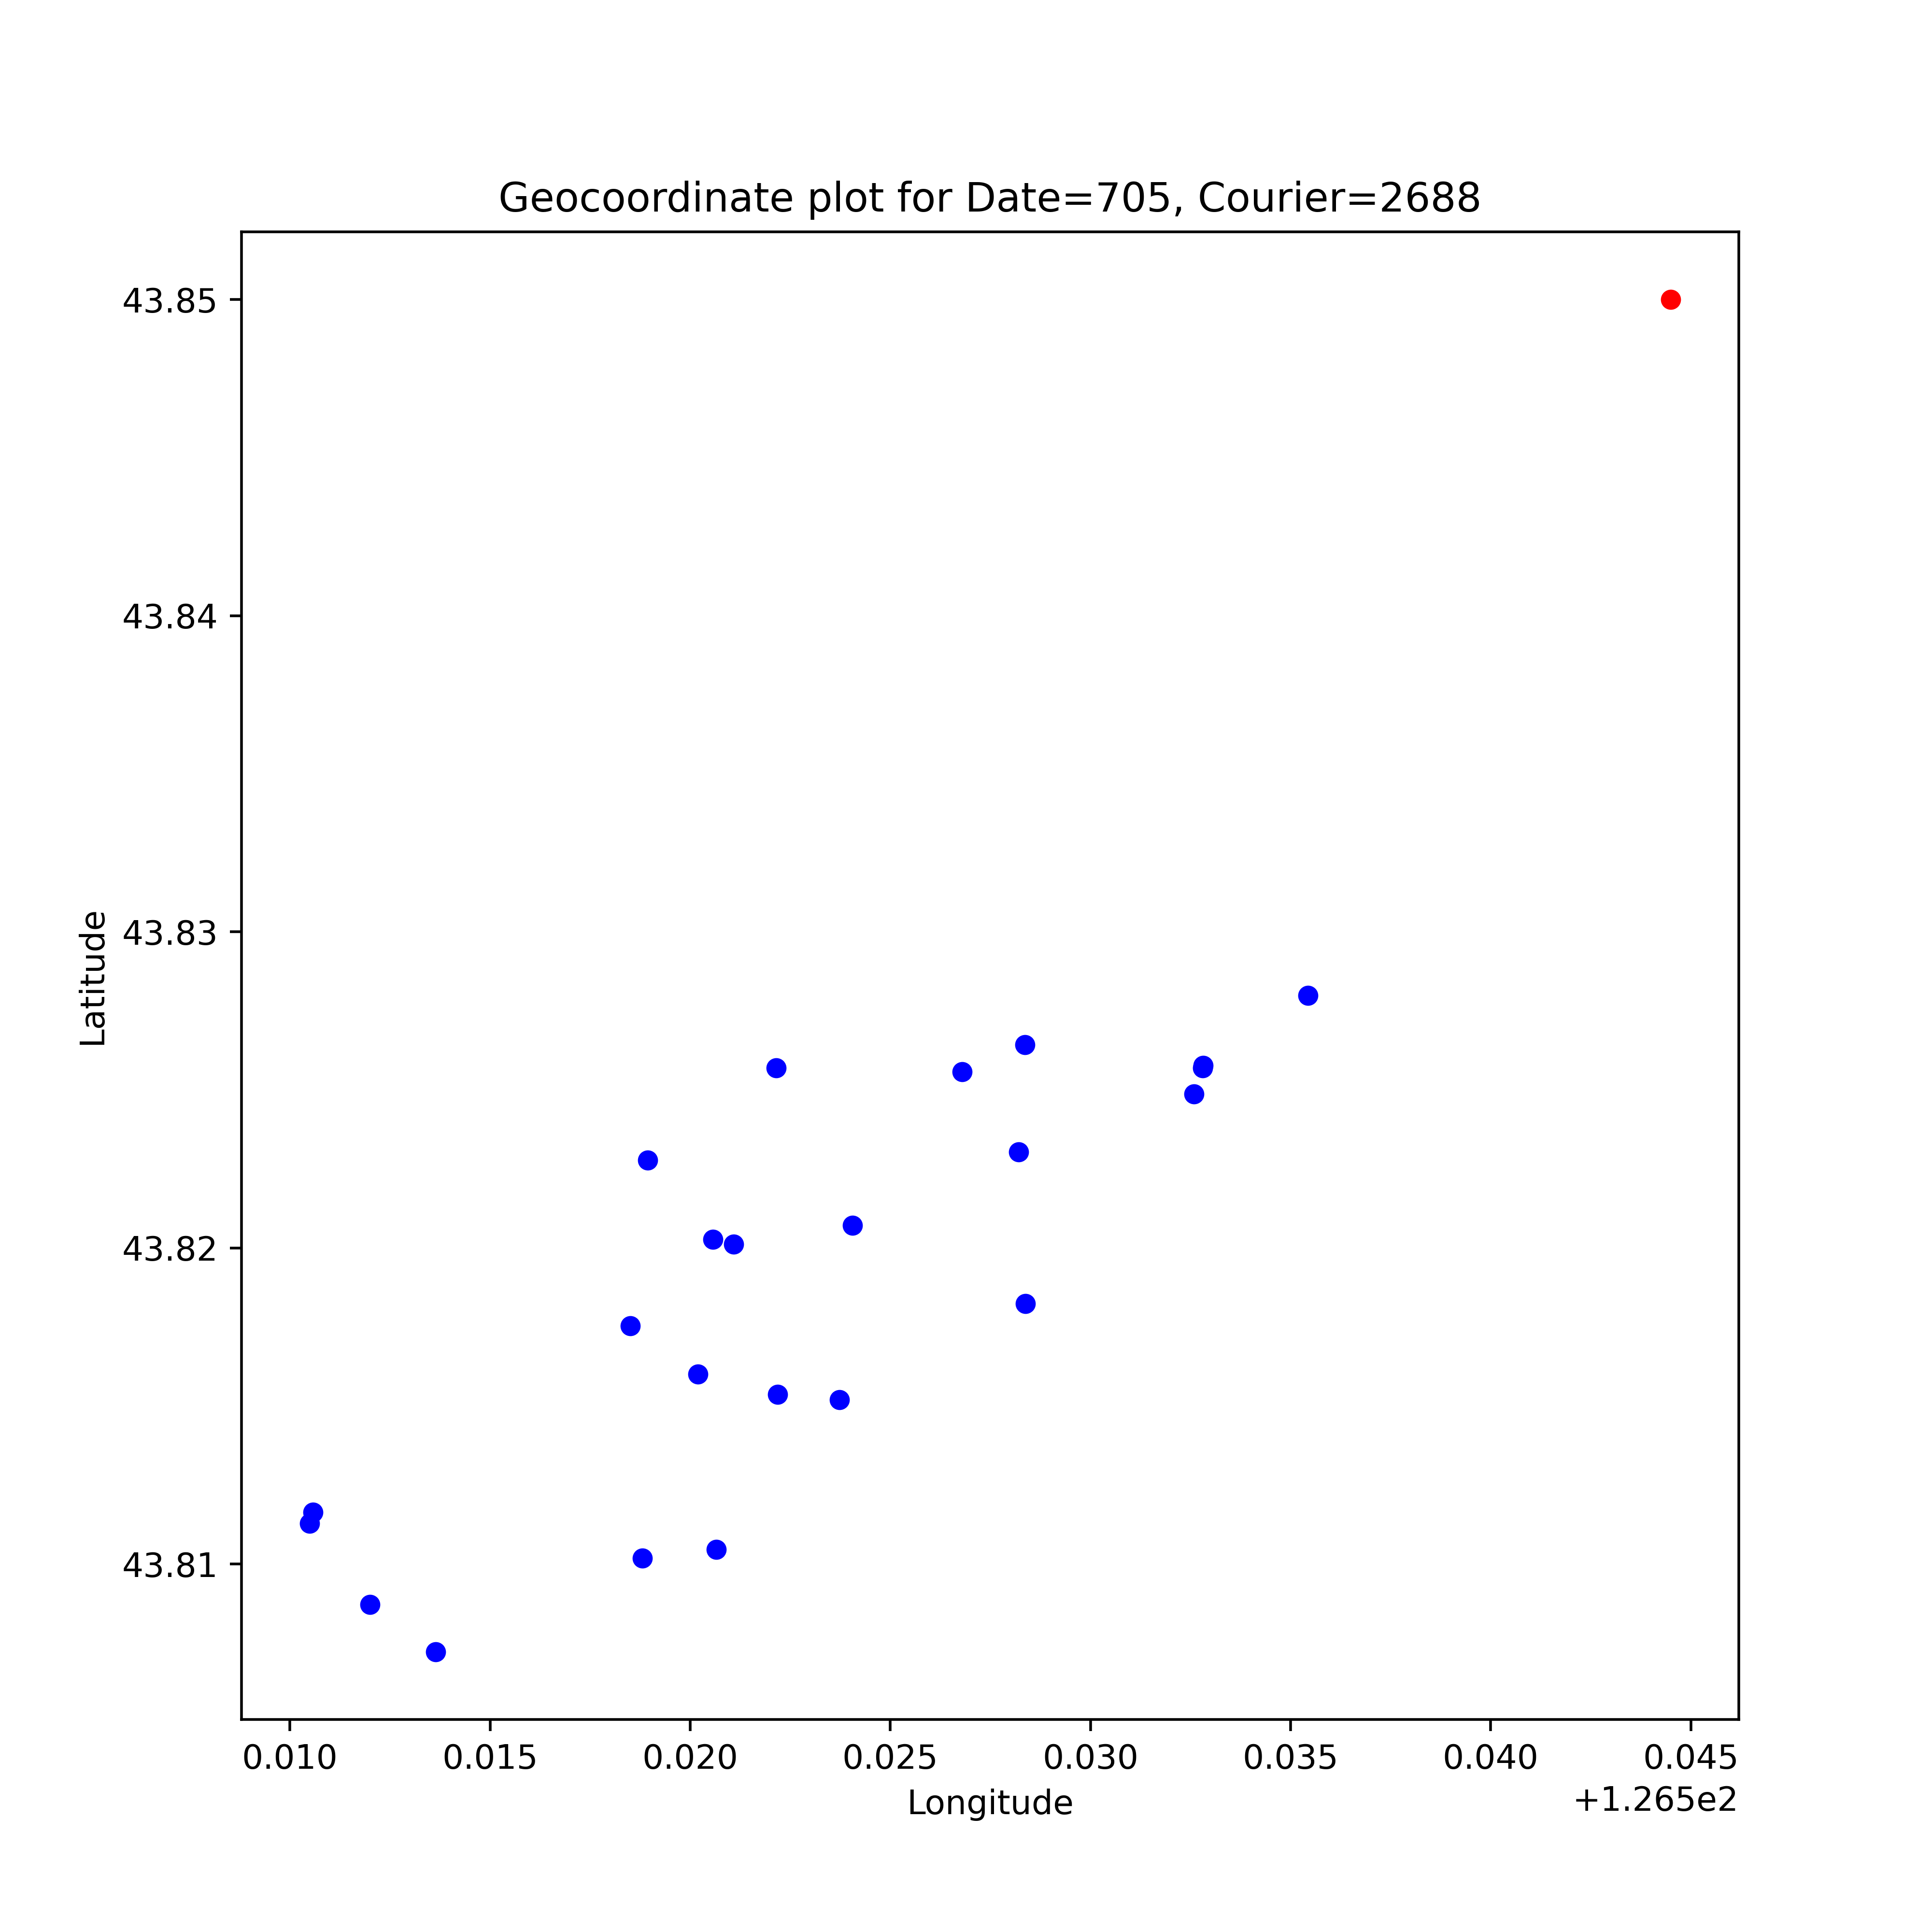 Geocoordinate plot for Date=705, Courier=2688
43.85
43.84
43.83
43.82
43.81
Latitude
0.010 0.015 0.020 0.025 0.030 0.035 0.040 0.045
Longitude
+1.265e2